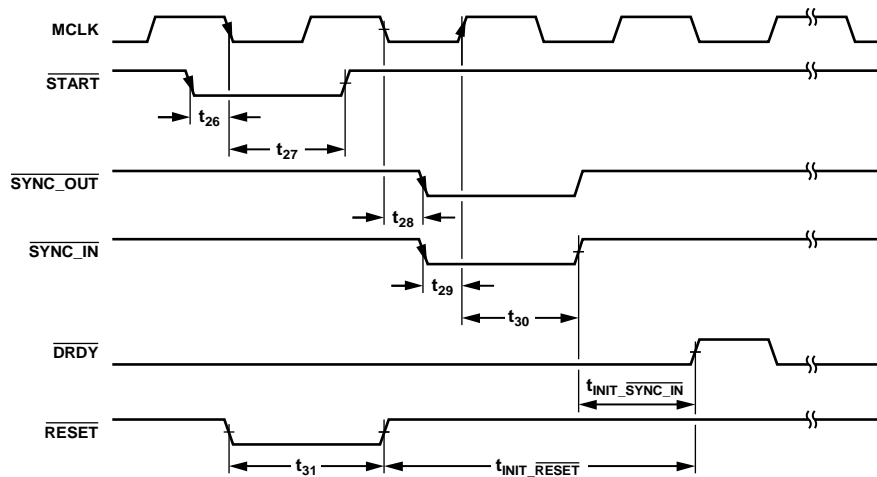 MCLK
START
t26
t27
SYNC_OUT
t28
SYNC_IN
t29
t30
DRDY
tINIT_SYNC_IN
RESET
t31
tINIT_RESET